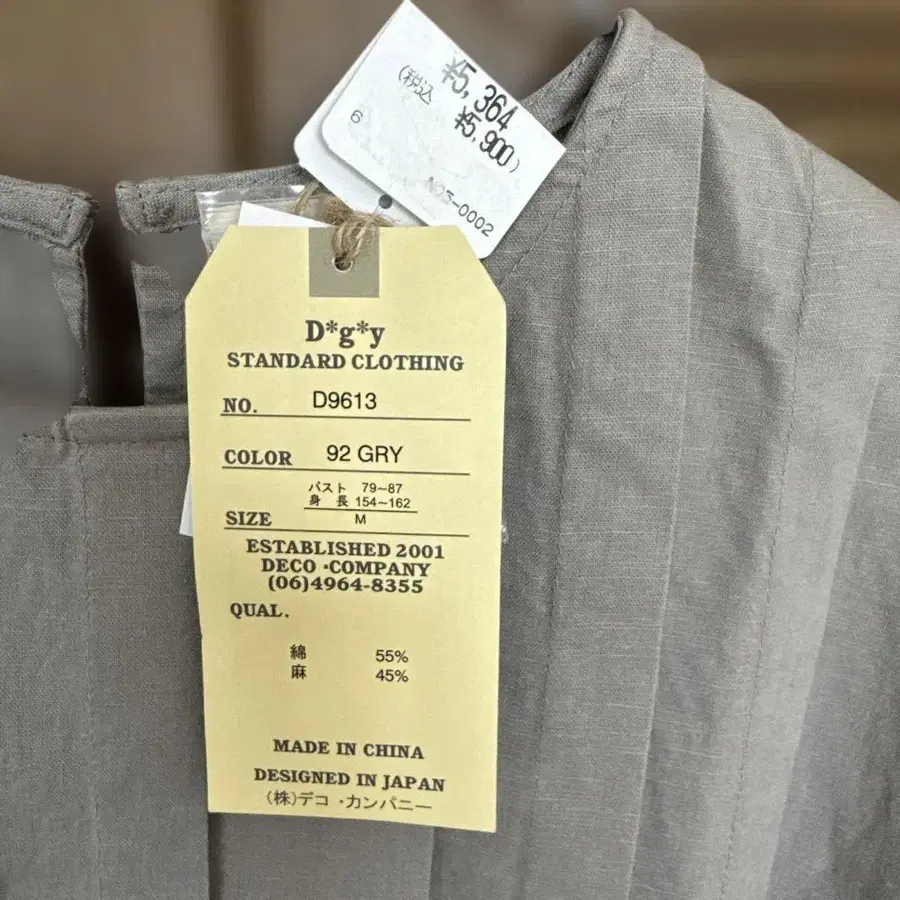 ¥5,364
(税込
¥5,900)
6
N05-0002
D*g*y
STANDARD CLOTHING
NO. D9613
COLOR 92 GRY
バスト 79~87
身 長 154~162
SIZE M
ESTABLISHED 2001
DECO・COMPANY
(06)4964-8355
QUAL.
綿 55%
麻 45%
MADE IN CHINA
DESIGNED IN JAPAN
(株)デコ・カンパニー